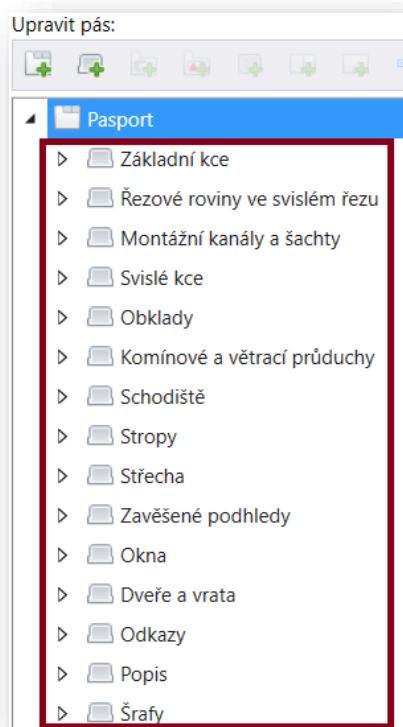 Upravit pás:
Pasport
Základní kce
Řezové roviny ve svislém řezu
Montážní kanály a šachty
Svislé kce
Obklady
Komínové a větrací průduchy
Schodiště
Stropy
Střecha
Zavěšené podhledy
Okna
Dveře a vrata
Odkazy
Popis
Šrafy